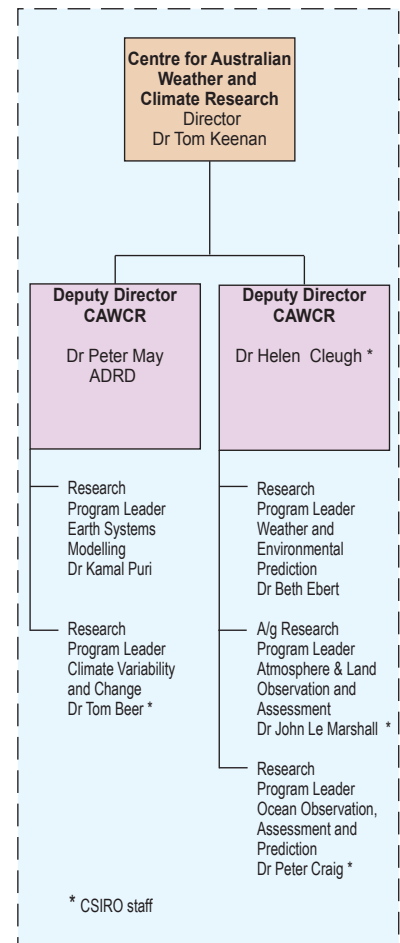 Centre for Australian
Weather and
Climate Research
Director
Dr Tom Keenan
Deputy Director
CAWCR
Dr Peter May
ADRD
Research
Program Leader
Earth Systems
Modelling
Dr Kamal Puri
Research
Program Leader
Climate Variability
and Change
Dr Tom Beer *
Deputy Director
CAWCR
Dr Helen Cleugh *
Research
Program Leader
Weather and
Environmental
Prediction
Dr Beth Ebert
A/g Research
Program Leader
Atmosphere & Land
Observation and
Assessment
Dr John Le Marshall *
Research
Program Leader
Ocean Observation,
Assessment and
Prediction
Dr Peter Craig *
* CSIRO staff